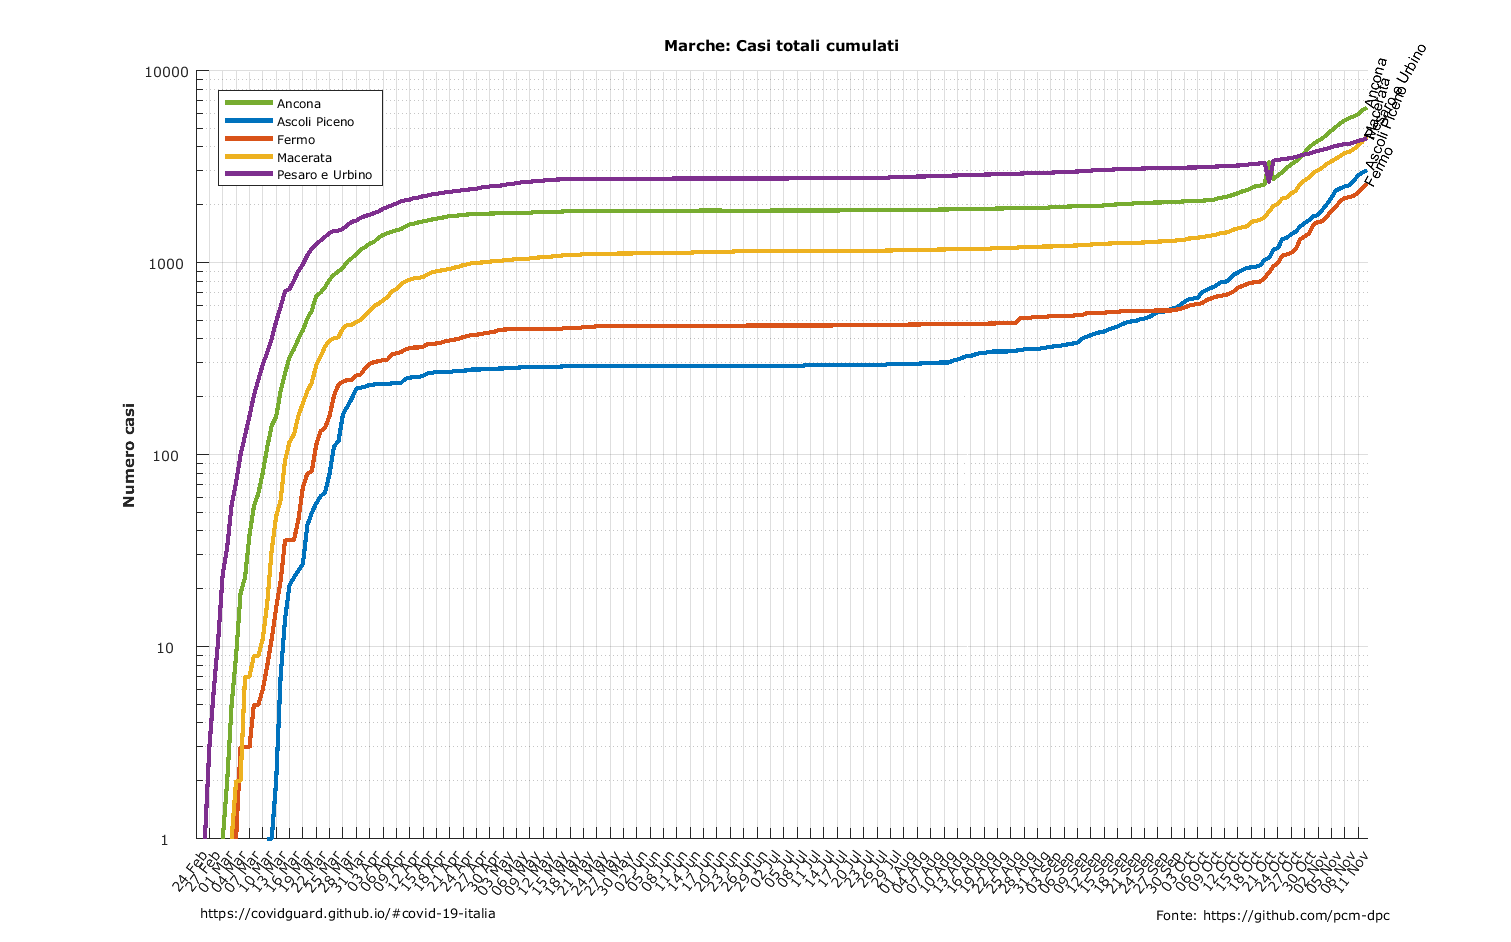 Marche: Casi totali cumulati
10000
1000
100
10
1
Numero casi
Ancona
Ascoli Piceno
Fermo
Macerata
Pesaro e Urbino
Ancona
Macerata
Pesaro e Urbino
Ascoli Piceno
Fermo
24 Feb
27 Feb
01 Mar
04 Mar
07 Mar
10 Mar
13 Mar
16 Mar
19 Mar
22 Mar
25 Mar
28 Mar
31 Mar
03 Apr
06 Apr
09 Apr
12 Apr
15 Apr
18 Apr
21 Apr
24 Apr
27 Apr
30 Apr
03 May
06 May
09 May
12 May
15 May
18 May
21 May
24 May
27 May
30 May
02 Jun
05 Jun
08 Jun
11 Jun
14 Jun
17 Jun
20 Jun
23 Jun
26 Jun
29 Jun
02 Jul
05 Jul
08 Jul
11 Jul
14 Jul
17 Jul
20 Jul
23 Jul
26 Jul
29 Jul
01 Aug
04 Aug
07 Aug
10 Aug
13 Aug
16 Aug
19 Aug
22 Aug
25 Aug
28 Aug
31 Aug
03 Sep
06 Sep
09 Sep
12 Sep
15 Sep
18 Sep
21 Sep
24 Sep
27 Sep
30 Sep
03 Oct
06 Oct
09 Oct
12 Oct
15 Oct
18 Oct
21 Oct
24 Oct
27 Oct
30 Oct
02 Nov
05 Nov
08 Nov
11 Nov
https://covidguard.github.io/#covid-19-italia
Fonte: https://github.com/pcm-dpc